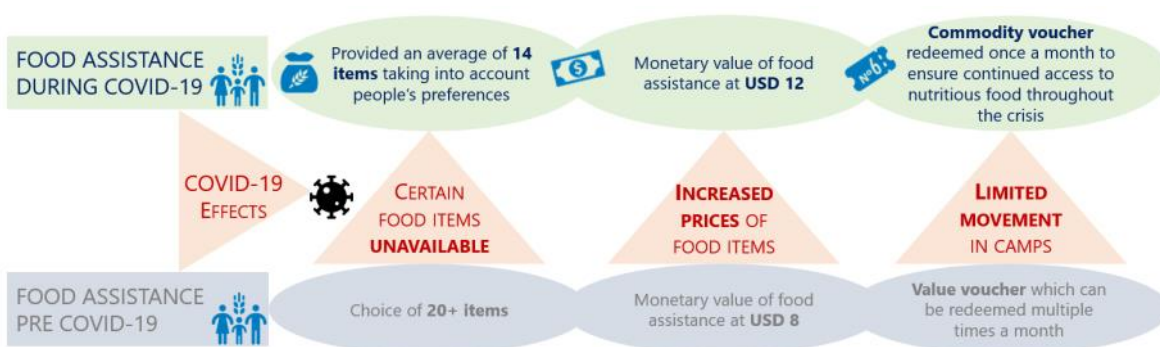 FOOD ASSISTANCE
DURING COVID-19
Provided an average of 14
items taking into account
people's preferences
Monetary value of food
assistance at USD 12
Nº6
Commodity voucher
redeemed once a month to
ensure continued access to
nutritious food throughout
the crisis
COVID-19
EFFECTS
CERTAIN
FOOD ITEMS
UNAVAILABLE
INCREASED
PRICES OF
FOOD ITEMS
LIMITED
MOVEMENT
IN CAMPS
FOOD ASSISTANCE
PRE COVID-19
Choice of 20+ items
Monetary value of food
assistance at USD 8
Value voucher which can
be redeemed multiple
times a month